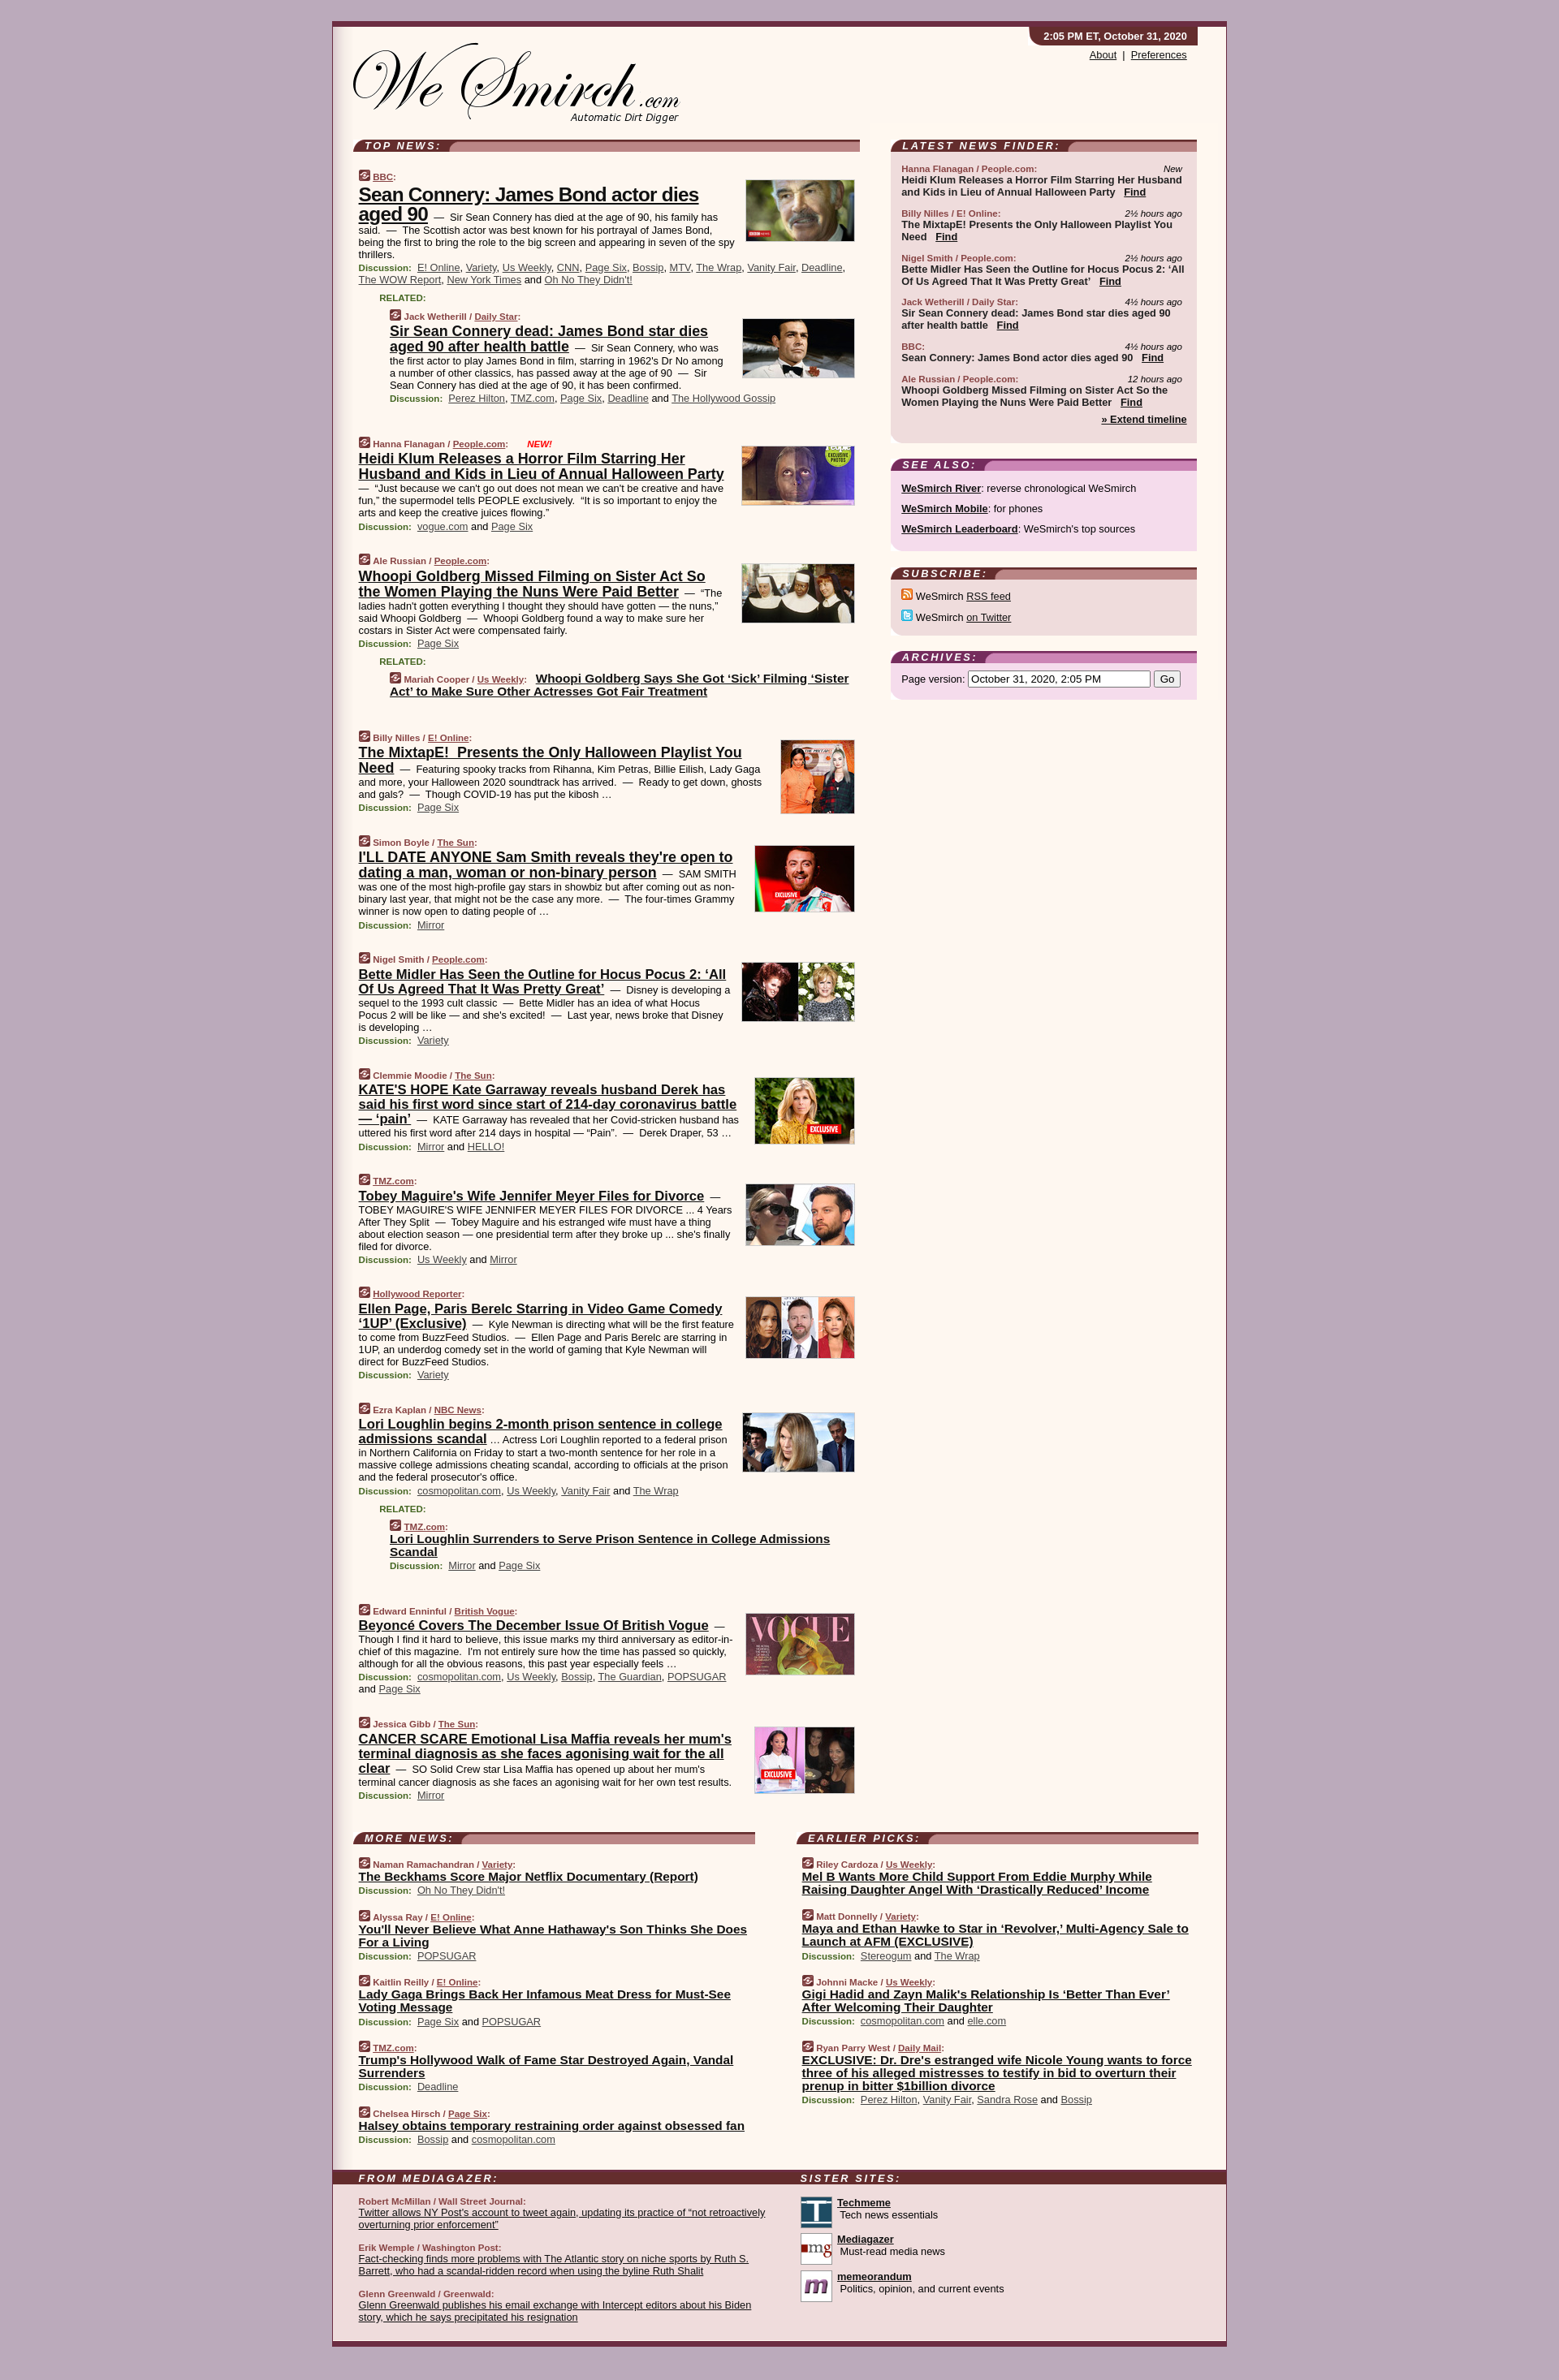 2:05 PM ET, October 31, 2020
About | Preferences
We Smirch .com
Automatic Dirt Digger
TOP NEWS:
BBC:
Sean Connery: James Bond actor dies
aged 90 — Sir Sean Connery has died at the age of 90, his family has
said. — The Scottish actor was best known for his portrayal of James Bond,
being the first to bring the role to the big screen and appearing in seven of the spy
thrillers.
Discussion: E! Online, Variety, Us Weekly, CNN, Page Six, Bossip, MTV, The Wrap, Vanity Fair, Deadline,
The WOW Report, New York Times and Oh No They Didn't!
RELATED:
Jack Wetherill / Daily Star:
Sir Sean Connery dead: James Bond star dies
aged 90 after health battle — Sir Sean Connery, who was
the first actor to play James Bond in film, starring in 1962's Dr No among
a number of other classics, has passed away at the age of 90 — Sir
Sean Connery has died at the age of 90, it has been confirmed.
Discussion: Perez Hilton, TMZ.com, Page Six, Deadline and The Hollywood Gossip
Hanna Flanagan / People.com: NEW!
Heidi Klum Releases a Horror Film Starring Her
Husband and Kids in Lieu of Annual Halloween Party
— “Just because we can't go out does not mean we can't be creative and have
fun,” the supermodel tells PEOPLE exclusively. “It is so important to enjoy the
arts and keep the creative juices flowing.”
Discussion: vogue.com and Page Six
EXCLUSIVE
PHOTOS
Ale Russian / People.com:
Whoopi Goldberg Missed Filming on Sister Act So
the Women Playing the Nuns Were Paid Better — “The
ladies hadn't gotten everything I thought they should have gotten — the nuns,”
said Whoopi Goldberg — Whoopi Goldberg found a way to make sure her
costars in Sister Act were compensated fairly.
Discussion: Page Six
RELATED:
Mariah Cooper / Us Weekly: Whoopi Goldberg Says She Got ‘Sick’ Filming ‘Sister
Act’ to Make Sure Other Actresses Got Fair Treatment
Billy Nilles / E! Online:
The MixtapE! Presents the Only Halloween Playlist You
Need — Featuring spooky tracks from Rihanna, Kim Petras, Billie Eilish, Lady Gaga
and more, your Halloween 2020 soundtrack has arrived. — Ready to get down, ghosts
and gals? — Though COVID-19 has put the kibosh …
Discussion: Page Six
Simon Boyle / The Sun:
I'LL DATE ANYONE Sam Smith reveals they're open to
dating a man, woman or non-binary person — SAM SMITH
was one of the most high-profile gay stars in showbiz but after coming out as non-
binary last year, that might not be the case any more. — The four-times Grammy
winner is now open to dating people of …
Discussion: Mirror
EXCLUSIVE
Nigel Smith / People.com:
Bette Midler Has Seen the Outline for Hocus Pocus 2: ‘All
Of Us Agreed That It Was Pretty Great’ — Disney is developing a
sequel to the 1993 cult classic — Bette Midler has an idea of what Hocus
Pocus 2 will be like — and she's excited! — Last year, news broke that Disney
is developing …
Discussion: Variety
Clemmie Moodie / The Sun:
KATE'S HOPE Kate Garraway reveals husband Derek has
said his first word since start of 214-day coronavirus battle
— ‘pain’ — KATE Garraway has revealed that her Covid-stricken husband has
uttered his first word after 214 days in hospital — “Pain”. — Derek Draper, 53 …
Discussion: Mirror and HELLO!
EXCLUSIVE
TMZ.com:
Tobey Maguire's Wife Jennifer Meyer Files for Divorce —
TOBEY MAGUIRE'S WIFE JENNIFER MEYER FILES FOR DIVORCE ... 4 Years
After They Split — Tobey Maguire and his estranged wife must have a thing
about election season — one presidential term after they broke up ... she's finally
filed for divorce.
Discussion: Us Weekly and Mirror
Hollywood Reporter:
Ellen Page, Paris Berelc Starring in Video Game Comedy
‘1UP’ (Exclusive) — Kyle Newman is directing what will be the first feature
to come from BuzzFeed Studios. — Ellen Page and Paris Berelc are starring in
1UP, an underdog comedy set in the world of gaming that Kyle Newman will
direct for BuzzFeed Studios.
Discussion: Variety
Ezra Kaplan / NBC News:
Lori Loughlin begins 2-month prison sentence in college
admissions scandal … Actress Lori Loughlin reported to a federal prison
in Northern California on Friday to start a two-month sentence for her role in a
massive college admissions cheating scandal, according to officials at the prison
and the federal prosecutor's office.
Discussion: cosmopolitan.com, Us Weekly, Vanity Fair and The Wrap
RELATED:
TMZ.com:
Lori Loughlin Surrenders to Serve Prison Sentence in College Admissions
Scandal
Discussion: Mirror and Page Six
Edward Enninful / British Vogue:
Beyoncé Covers The December Issue Of British Vogue —
Though I find it hard to believe, this issue marks my third anniversary as editor-in-
chief of this magazine. I'm not entirely sure how the time has passed so quickly,
although for all the obvious reasons, this past year especially feels …
Discussion: cosmopolitan.com, Us Weekly, Bossip, The Guardian, POPSUGAR
and Page Six
VOGUE
Jessica Gibb / The Sun:
CANCER SCARE Emotional Lisa Maffia reveals her mum's
terminal diagnosis as she faces agonising wait for the all
clear — SO Solid Crew star Lisa Maffia has opened up about her mum's
terminal cancer diagnosis as she faces an agonising wait for her own test results.
Discussion: Mirror
EXCLUSIVE
LATEST NEWS FINDER:
Hanna Flanagan / People.com: New
Heidi Klum Releases a Horror Film Starring Her Husband
and Kids in Lieu of Annual Halloween Party Find
Billy Nilles / E! Online: 2½ hours ago
The MixtapE! Presents the Only Halloween Playlist You
Need Find
Nigel Smith / People.com: 2½ hours ago
Bette Midler Has Seen the Outline for Hocus Pocus 2: ‘All
Of Us Agreed That It Was Pretty Great’ Find
Jack Wetherill / Daily Star: 4½ hours ago
Sir Sean Connery dead: James Bond star dies aged 90
after health battle Find
BBC: 4½ hours ago
Sean Connery: James Bond actor dies aged 90 Find
Ale Russian / People.com: 12 hours ago
Whoopi Goldberg Missed Filming on Sister Act So the
Women Playing the Nuns Were Paid Better Find
» Extend timeline
SEE ALSO:
WeSmirch River: reverse chronological WeSmirch
WeSmirch Mobile: for phones
WeSmirch Leaderboard: WeSmirch's top sources
SUBSCRIBE:
WeSmirch RSS feed
WeSmirch on Twitter
ARCHIVES:
Page version: October 31, 2020, 2:05 PM Go
MORE NEWS:
Naman Ramachandran / Variety:
The Beckhams Score Major Netflix Documentary (Report)
Discussion: Oh No They Didn't!
Alyssa Ray / E! Online:
You'll Never Believe What Anne Hathaway's Son Thinks She Does
For a Living
Discussion: POPSUGAR
Kaitlin Reilly / E! Online:
Lady Gaga Brings Back Her Infamous Meat Dress for Must-See
Voting Message
Discussion: Page Six and POPSUGAR
TMZ.com:
Trump's Hollywood Walk of Fame Star Destroyed Again, Vandal
Surrenders
Discussion: Deadline
Chelsea Hirsch / Page Six:
Halsey obtains temporary restraining order against obsessed fan
Discussion: Bossip and cosmopolitan.com
EARLIER PICKS:
Riley Cardoza / Us Weekly:
Mel B Wants More Child Support From Eddie Murphy While
Raising Daughter Angel With ‘Drastically Reduced’ Income
Matt Donnelly / Variety:
Maya and Ethan Hawke to Star in ‘Revolver,’ Multi-Agency Sale to
Launch at AFM (EXCLUSIVE)
Discussion: Stereogum and The Wrap
Johnni Macke / Us Weekly:
Gigi Hadid and Zayn Malik's Relationship Is ‘Better Than Ever’
After Welcoming Their Daughter
Discussion: cosmopolitan.com and elle.com
Ryan Parry West / Daily Mail:
EXCLUSIVE: Dr. Dre's estranged wife Nicole Young wants to force
three of his alleged mistresses to testify in bid to overturn their
prenup in bitter $1billion divorce
Discussion: Perez Hilton, Vanity Fair, Sandra Rose and Bossip
FROM MEDIAGAZER:
Robert McMillan / Wall Street Journal:
Twitter allows NY Post's account to tweet again, updating its practice of “not retroactively
overturning prior enforcement”
Erik Wemple / Washington Post:
Fact-checking finds more problems with The Atlantic story on niche sports by Ruth S.
Barrett, who had a scandal-ridden record when using the byline Ruth Shalit
Glenn Greenwald / Greenwald:
Glenn Greenwald publishes his email exchange with Intercept editors about his Biden
story, which he says precipitated his resignation
SISTER SITES:
T
Techmeme
Tech news essentials
mg
Mediagazer
Must-read media news
m
memeorandum
Politics, opinion, and current events